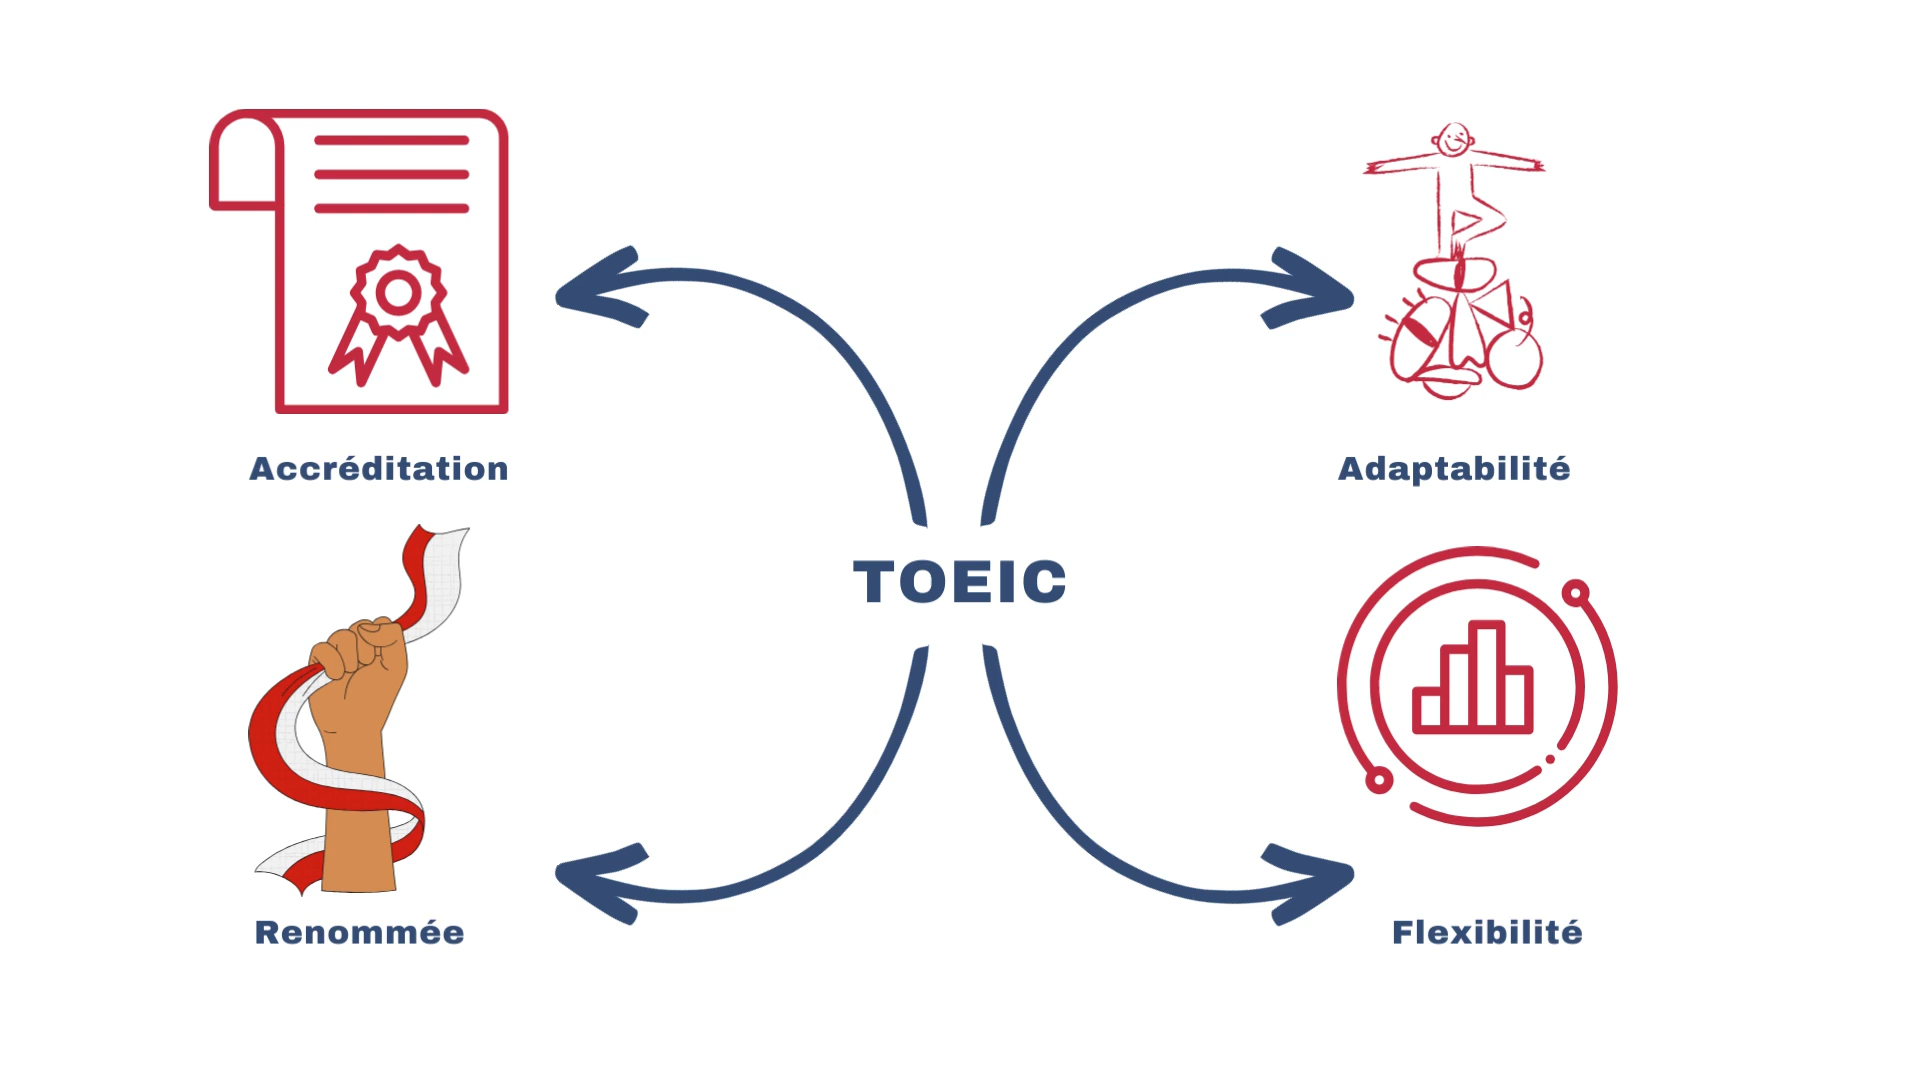 Accréditation
Adaptabilité
TOEIC
Renommée
Flexibilité